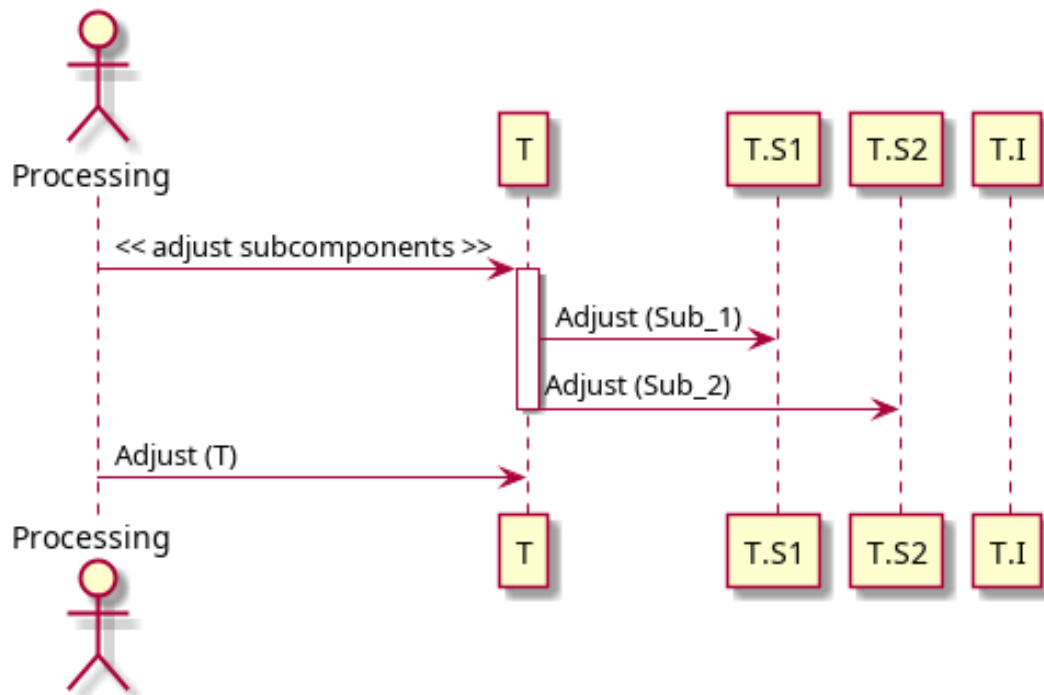 Processing
T
T.S1
T.S2
T.I
<< adjust subcomponents >>
Adjust (Sub_1)
Adjust (Sub_2)
Adjust (T)
Processing
T
T.S1
T.S2
T.I